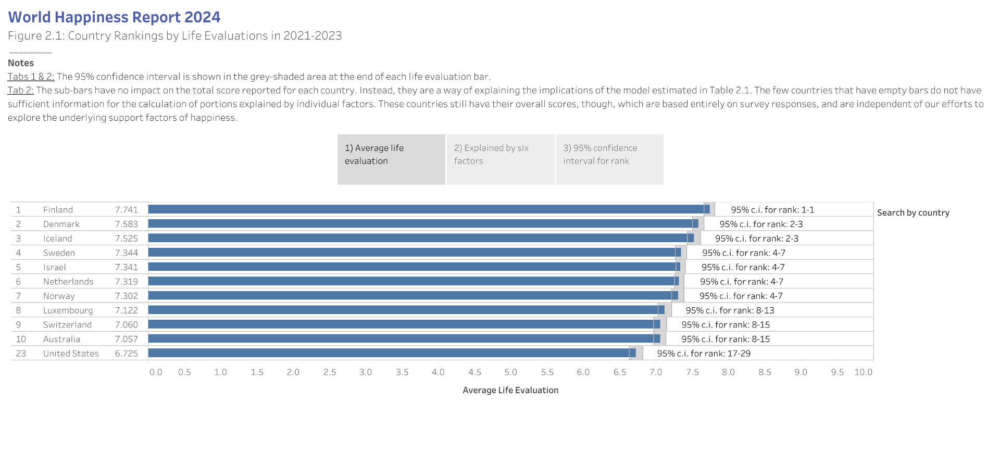 World Happiness Report 2024
Figure 2.1: Country Rankings by Life Evaluations in 2021-2023
_________
Notes
Tabs 1 & 2: The 95% confidence interval is shown in the grey-shaded area at the end of each life evaluation bar.
Tab 2: The sub-bars have no impact on the total score reported for each country. Instead, they are a way of explaining the implications of the model estimated in Table 2.1. The few countries that have empty bars do not have
sufficient information for the calculation of portions explained by individual factors. These countries still have their overall scores, though, which are based entirely on survey responses, and are independent of our efforts to
explore the underlying support factors of happiness.
1) Average life
evaluation
2) Explained by six
factors
3) 95% confidence
interval for rank
1 Finland 7.741 95% c.i. for rank: 1-1
Search by country
2 Denmark 7.583 95% c.i. for rank: 2-3
3 Iceland 7.525 95% c.i. for rank: 2-3
4 Sweden 7.344 95% c.i. for rank: 4-7
5 Israel 7.341 95% c.i. for rank: 4-7
6 Netherlands 7.319 95% c.i. for rank: 4-7
7 Norway 7.302 95% c.i. for rank: 4-7
8 Luxembourg 7.122 95% c.i. for rank: 8-13
9 Switzerland 7.060 95% c.i. for rank: 8-15
10 Australia 7.057 95% c.i. for rank: 8-15
23 United States 6.725 95% c.i. for rank: 17-29
0.0 0.5 1.0 1.5 2.0 2.5 3.0 3.5 4.0 4.5 5.0 5.5 6.0 6.5 7.0 7.5 8.0 8.5 9.0 9.5 10.0
Average Life Evaluation